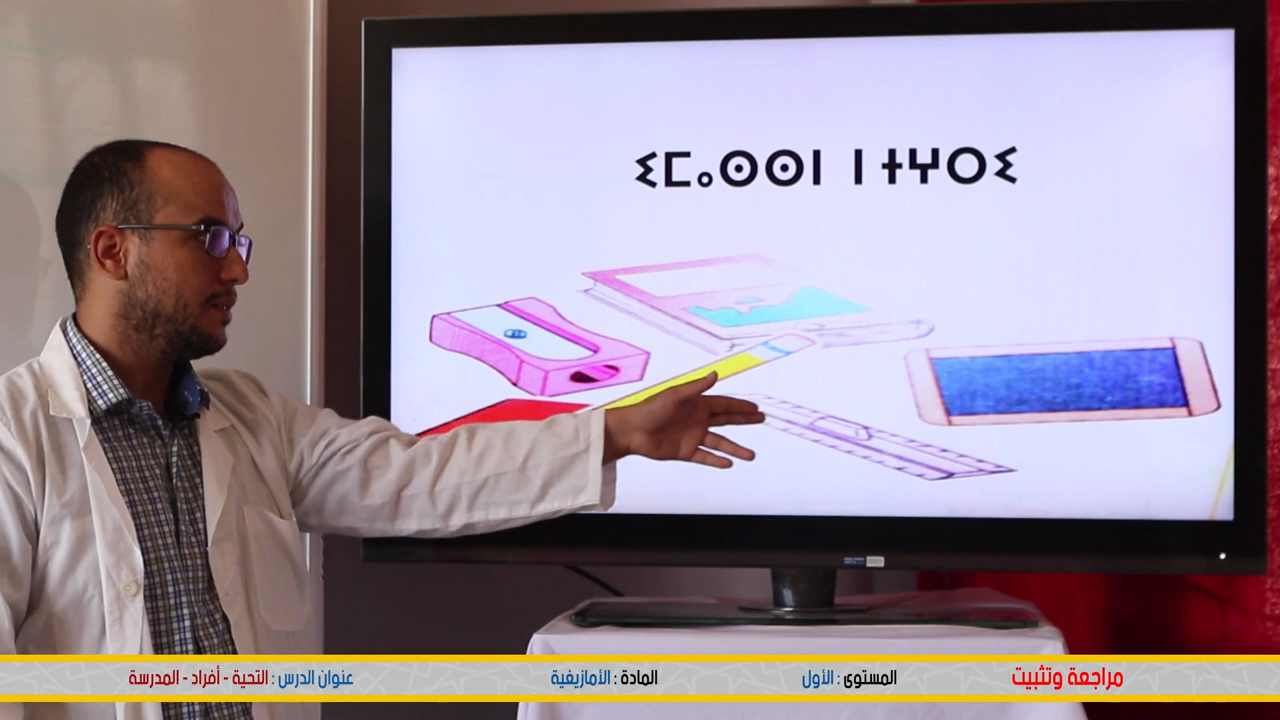 ⵉⵎⴰⵙⵙⵏ ⵏ ⵜⵖⵔⵉ
مراجعة وتثبيت
المستوى : الأول
المادة : الأمازيغية
عنوان الدرس : التحية - أفراد - المدرسة